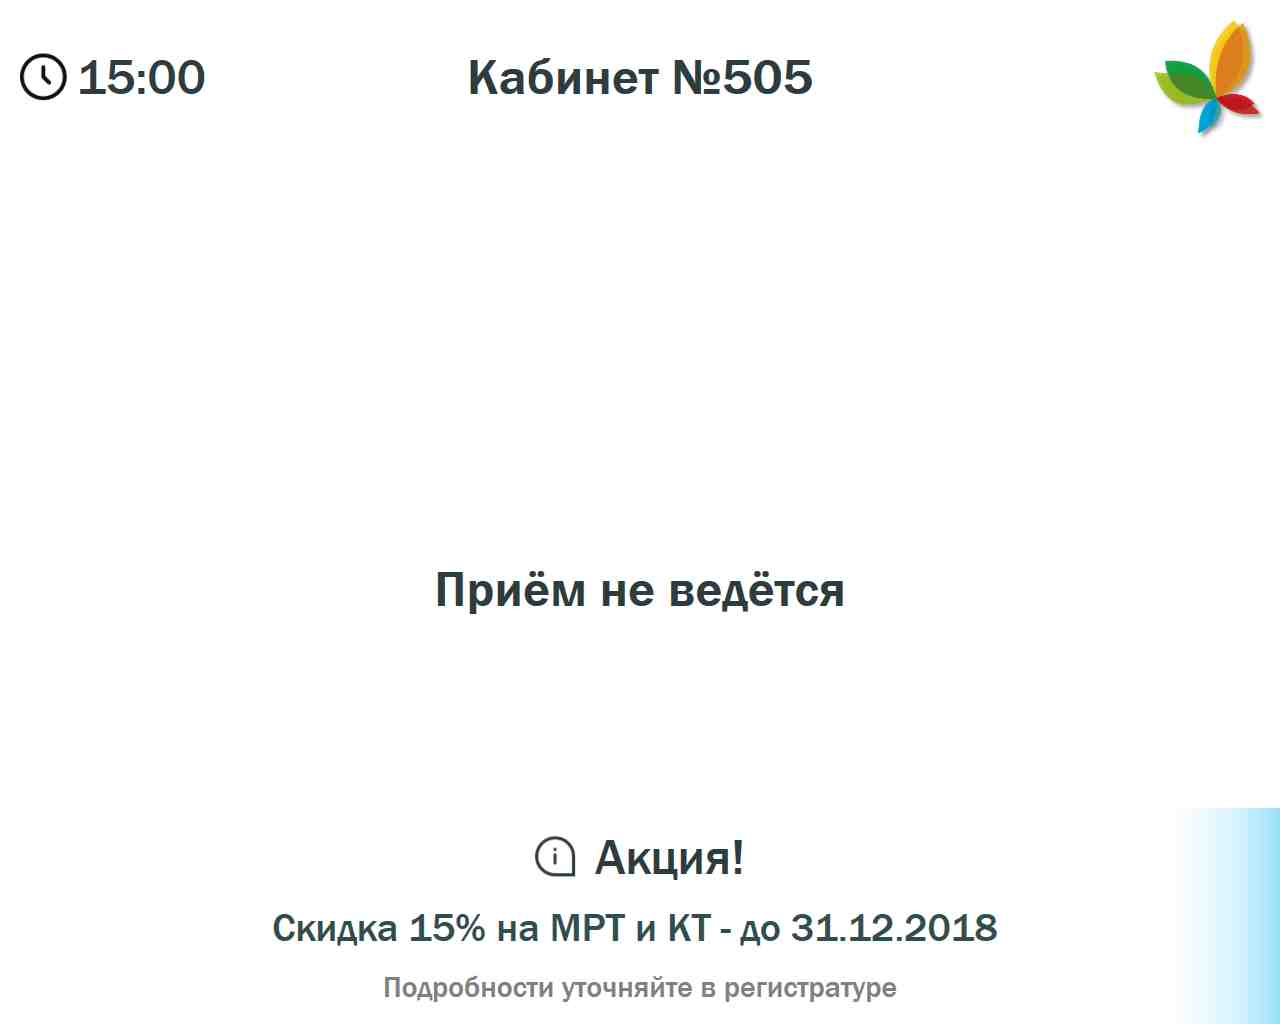 15:00
Кабинет №505
Приём не ведётся
Акция!
Скидка 15% на МРТ и КТ - до 31.12.2018
Подробности уточняйте в регистратуре